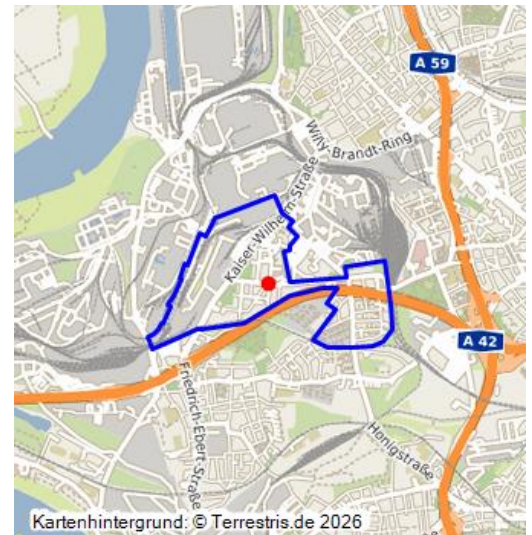 A 59
Willy-Brandt-Ring
Kaiser-Wilhelm-Straße
A 42
Friedrich-Ebert-Straße
Honigstraße
Kartenhintergrund: © Terrestris.de 2026